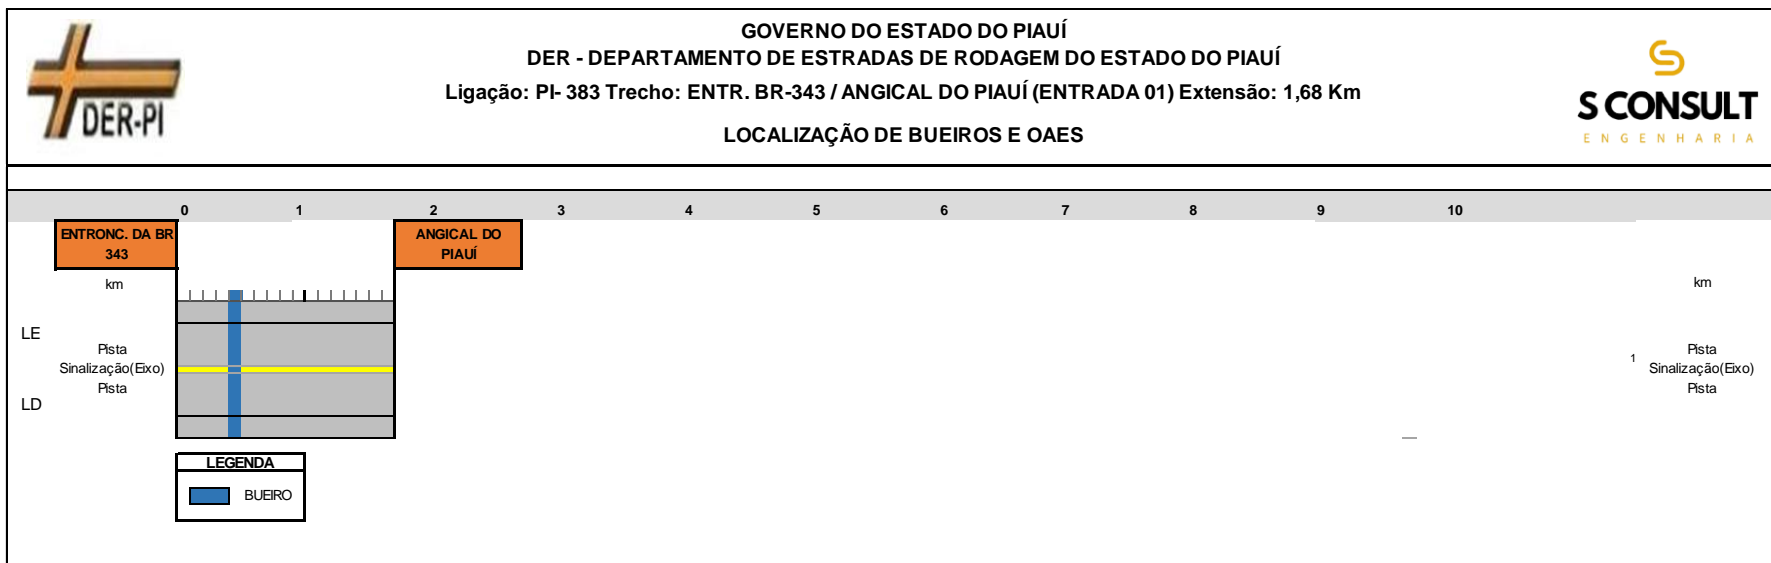 GOVERNO DO ESTADO DO PIAUÍ
DER - DEPARTAMENTO DE ESTRADAS DE RODAGEM DO ESTADO DO PIAUÍ
Ligação: PI- 383 Trecho: ENTR. BR-343 / ANGICAL DO PIAUÍ (ENTRADA 01) Extensão: 1,68 Km
LOCALIZAÇÃO DE BUEIROS E OAES
DER-PI
S CONSULT
ENGENHARIA
0 1 2 3 4 5 6 7 8 9 10
ENTRONC. DA BR
343
ANGICAL DO
PIAUÍ
km
km
LE
Pista
Sinalização(Eixo)
Pista
LD
1
Pista
Sinalização(Eixo)
Pista
LEGENDA
BUEIRO